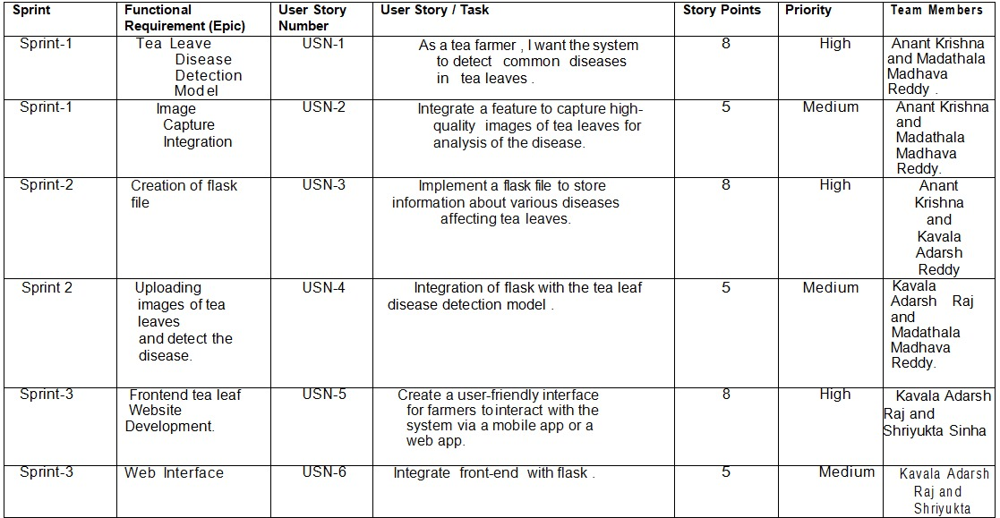 Sprint Functional Requirement (Epic) User Story Number User Story / Task Story Points Priority Team Members
Sprint-1
Tea Leave
Disease
Detection
Model
USN-1
As a tea farmer , I want the system
to detect common diseases
in tea leaves .
8
High
Anant Krishna
and Madathala
Madhava
Reddy .
Sprint-1
Image
Capture
Integration
USN-2
Integrate a feature to capture high-
quality images of tea leaves for
analysis of the disease.
5
Medium
Anant Krishna
and
Madathala
Madhava
Reddy.
Sprint-2
Creation of flask
file
USN-3
Implement a flask file to store
information about various diseases
affecting tea leaves.
8
High
Anant
Krishna
and
Kavala
Adarsh
Reddy
Sprint 2
Uploading
images of tea
leaves
and detect the
disease.
USN-4
Integration of flask with the tea leaf
disease detection model .
5
Medium
Kavala
Adarsh Raj
and
Madathala
Madhava
Reddy.
Sprint-3
Frontend tea leaf
Website
Development.
USN-5
Create a user-friendly interface
for farmers to interact with the
system via a mobile app or a
web app.
8
High
Kavala Adarsh
Raj and
Shriyukta Sinha
Sprint-3
Web Interface
USN-6
Integrate front-end with flask .
5
Medium
Kavala Adarsh
Raj and
Shriyukta